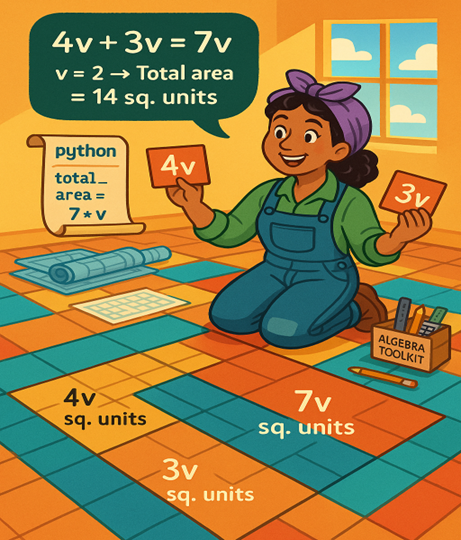 4v + 3v = 7v
v = 2 → Total area
= 14 sq. units
python
total_
area =
7 * v
4v
3v
ALGEBRA
TOOLKIT
4v
sq. units
7v
sq. units
3v
sq. units